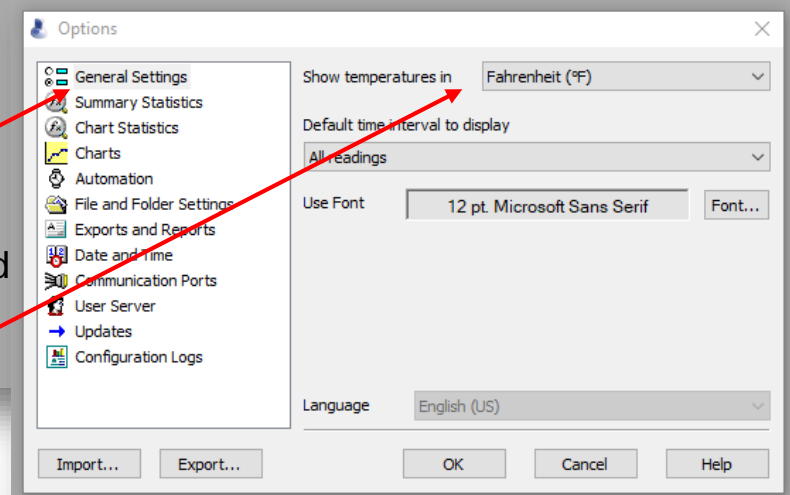 Options
General Settings
Summary Statistics
Chart Statistics
Charts
Automation
File and Folder Settings
Exports and Reports
Date and Time
Communication Ports
User Server
Updates
Configuration Logs
Show temperatures in Fahrenheit (°F)
Default time interval to display
All readings
Use Font 12 pt. Microsoft Sans Serif Font...
Language English (US)
Import... Export... OK Cancel Help
d